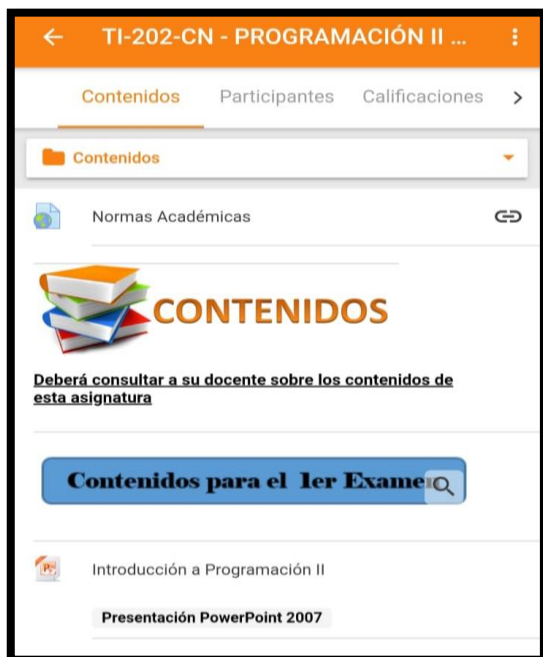 TI-202-CN - PROGRAMACIÓN II ...
Contenidos Participantes Calificaciones
Contenidos
Normas Académicas
CONTENIDOS
Deberá consultar a su docente sobre los contenidos de
esta asignatura
Contenidos para el 1er Examen
Introducción a Programación II
Presentación PowerPoint 2007